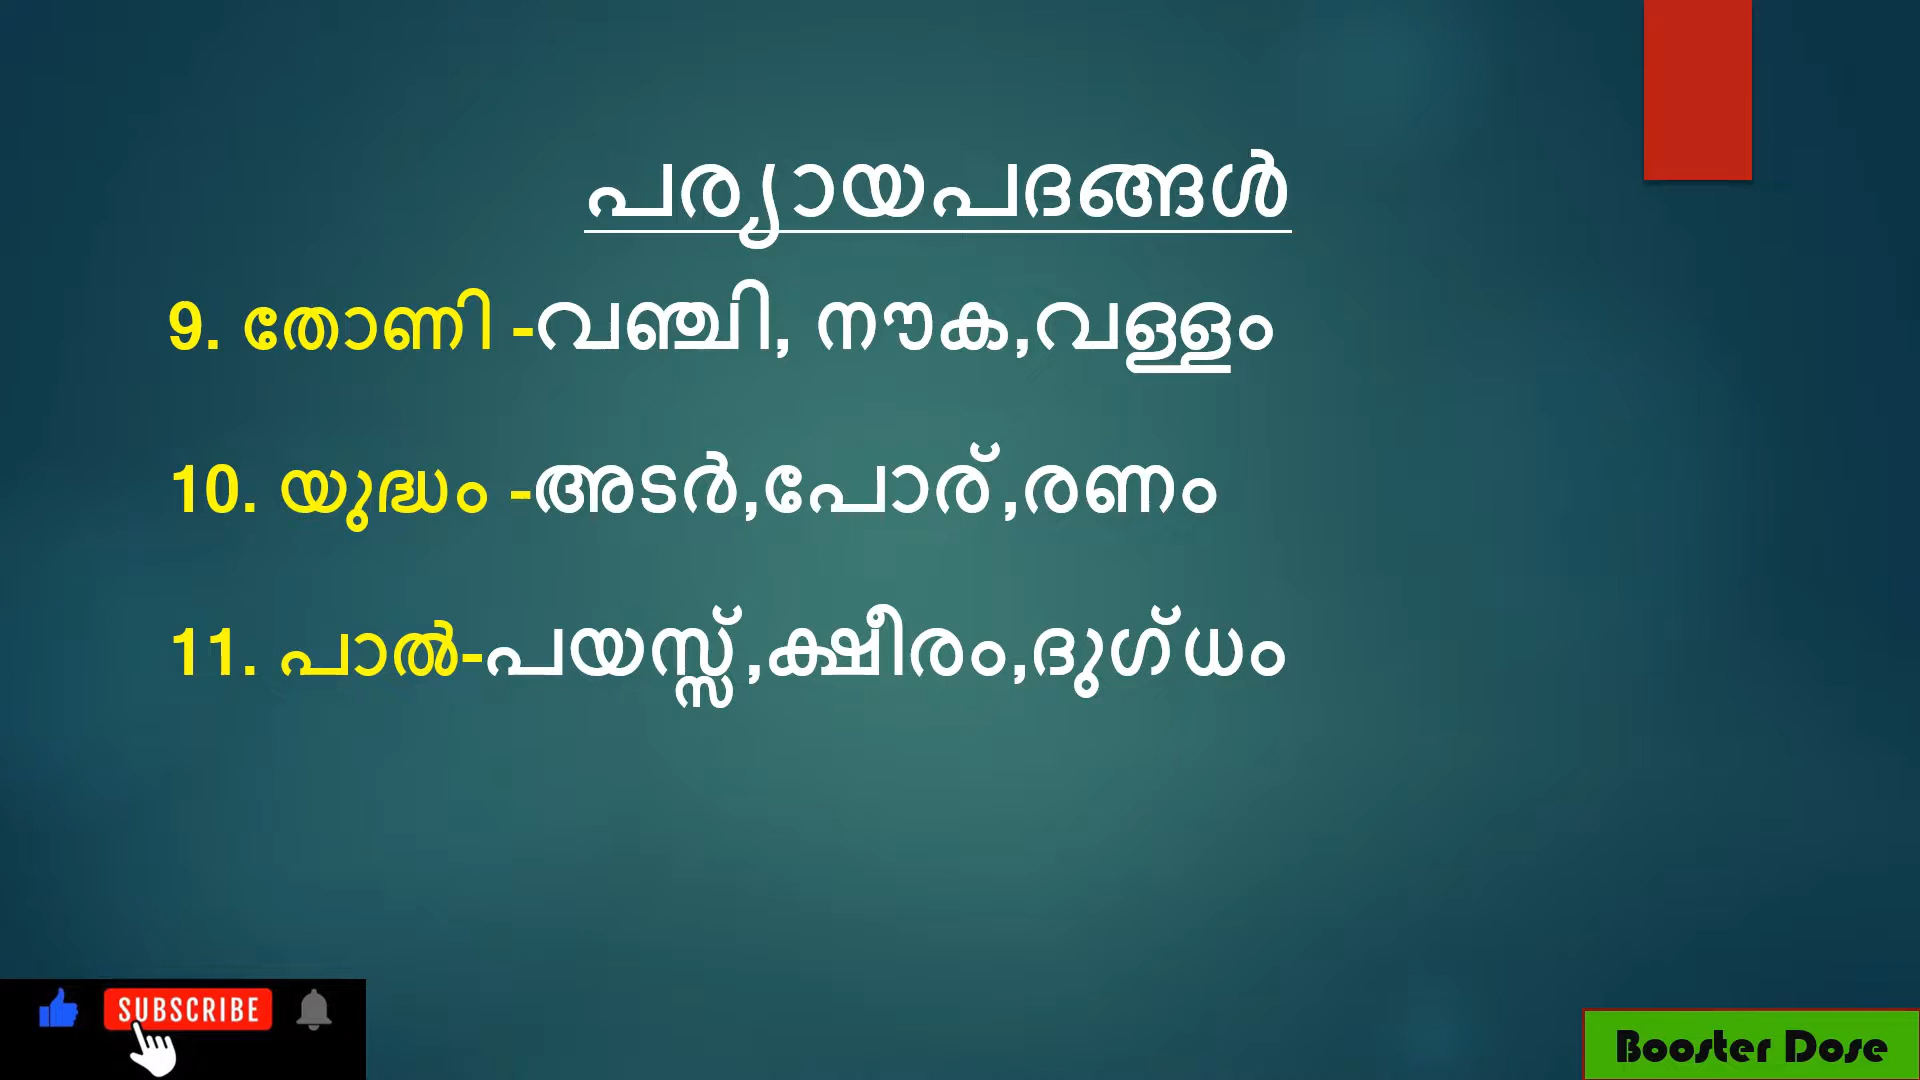 പര്യായപദങ്ങൾ
9. തോണി -വഞ്ചി, നൗക,വള്ളം
10. യുദ്ധം -അടർ,പോര്,രണം
11. പാൽ-പയസ്സ്,ക്ഷീരം,ദുഗ്ധം
SUBSCRIBE
Booster Dose